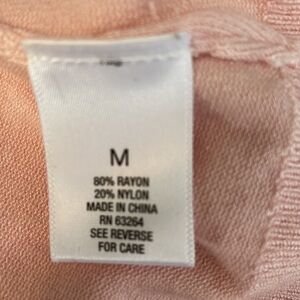 M
80% RAYON
20% NYLON
MADE IN CHINA
RN 63264
SEE REVERSE
FOR CARE